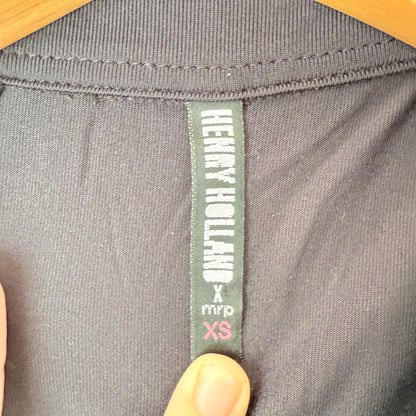 HENRY HOLLAND
X
mrp
XS